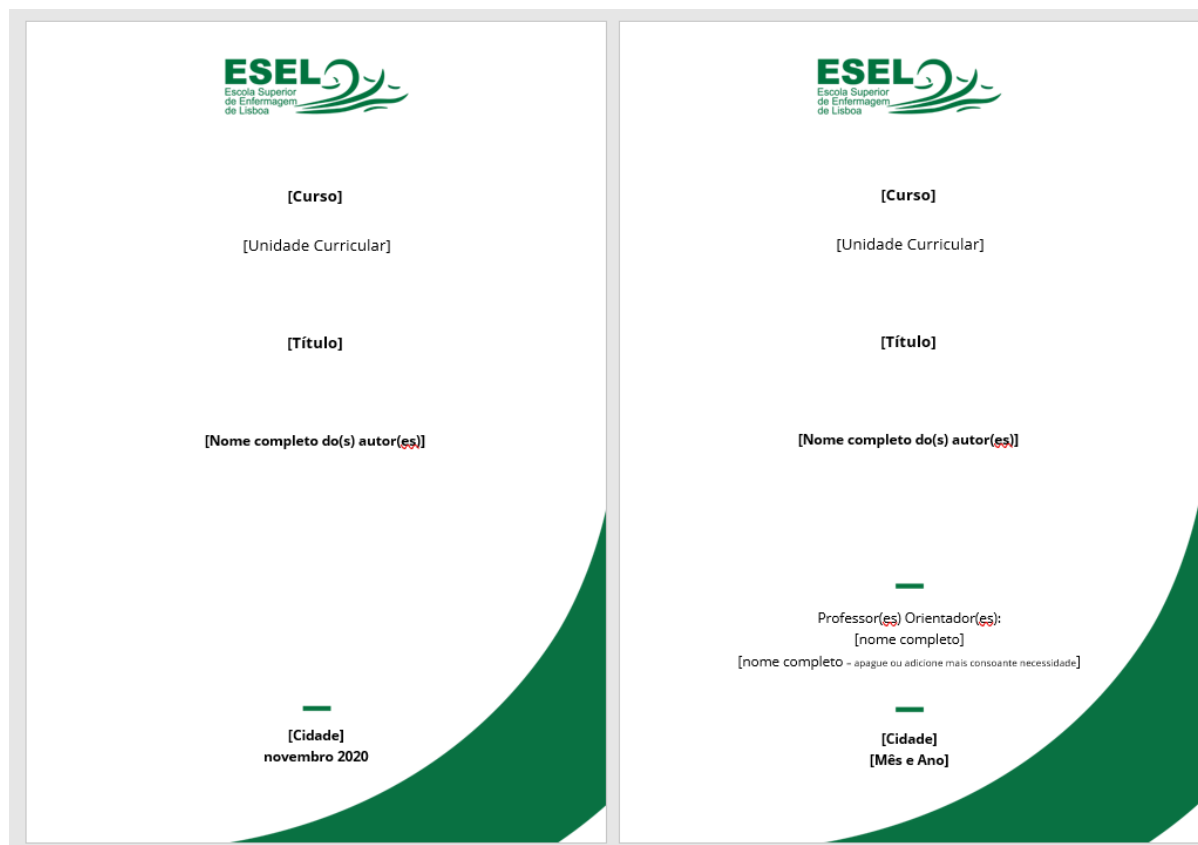 ESEL
Escola Superior
de Enfermagem
de Lisboa
[Curso]
[Unidade Curricular]
[Título]
[Nome completo do(s) autor(es)]
[Cidade]
novembro 2020
ESEL
Escola Superior
de Enfermagem
de Lisboa
[Curso]
[Unidade Curricular]
[Título]
[Nome completo do(s) autor(es)]
Professor(es) Orientador(es):
[nome completo]
[nome completo – apague ou adicione mais consoante necessidade]
[Cidade]
[Mês e Ano]